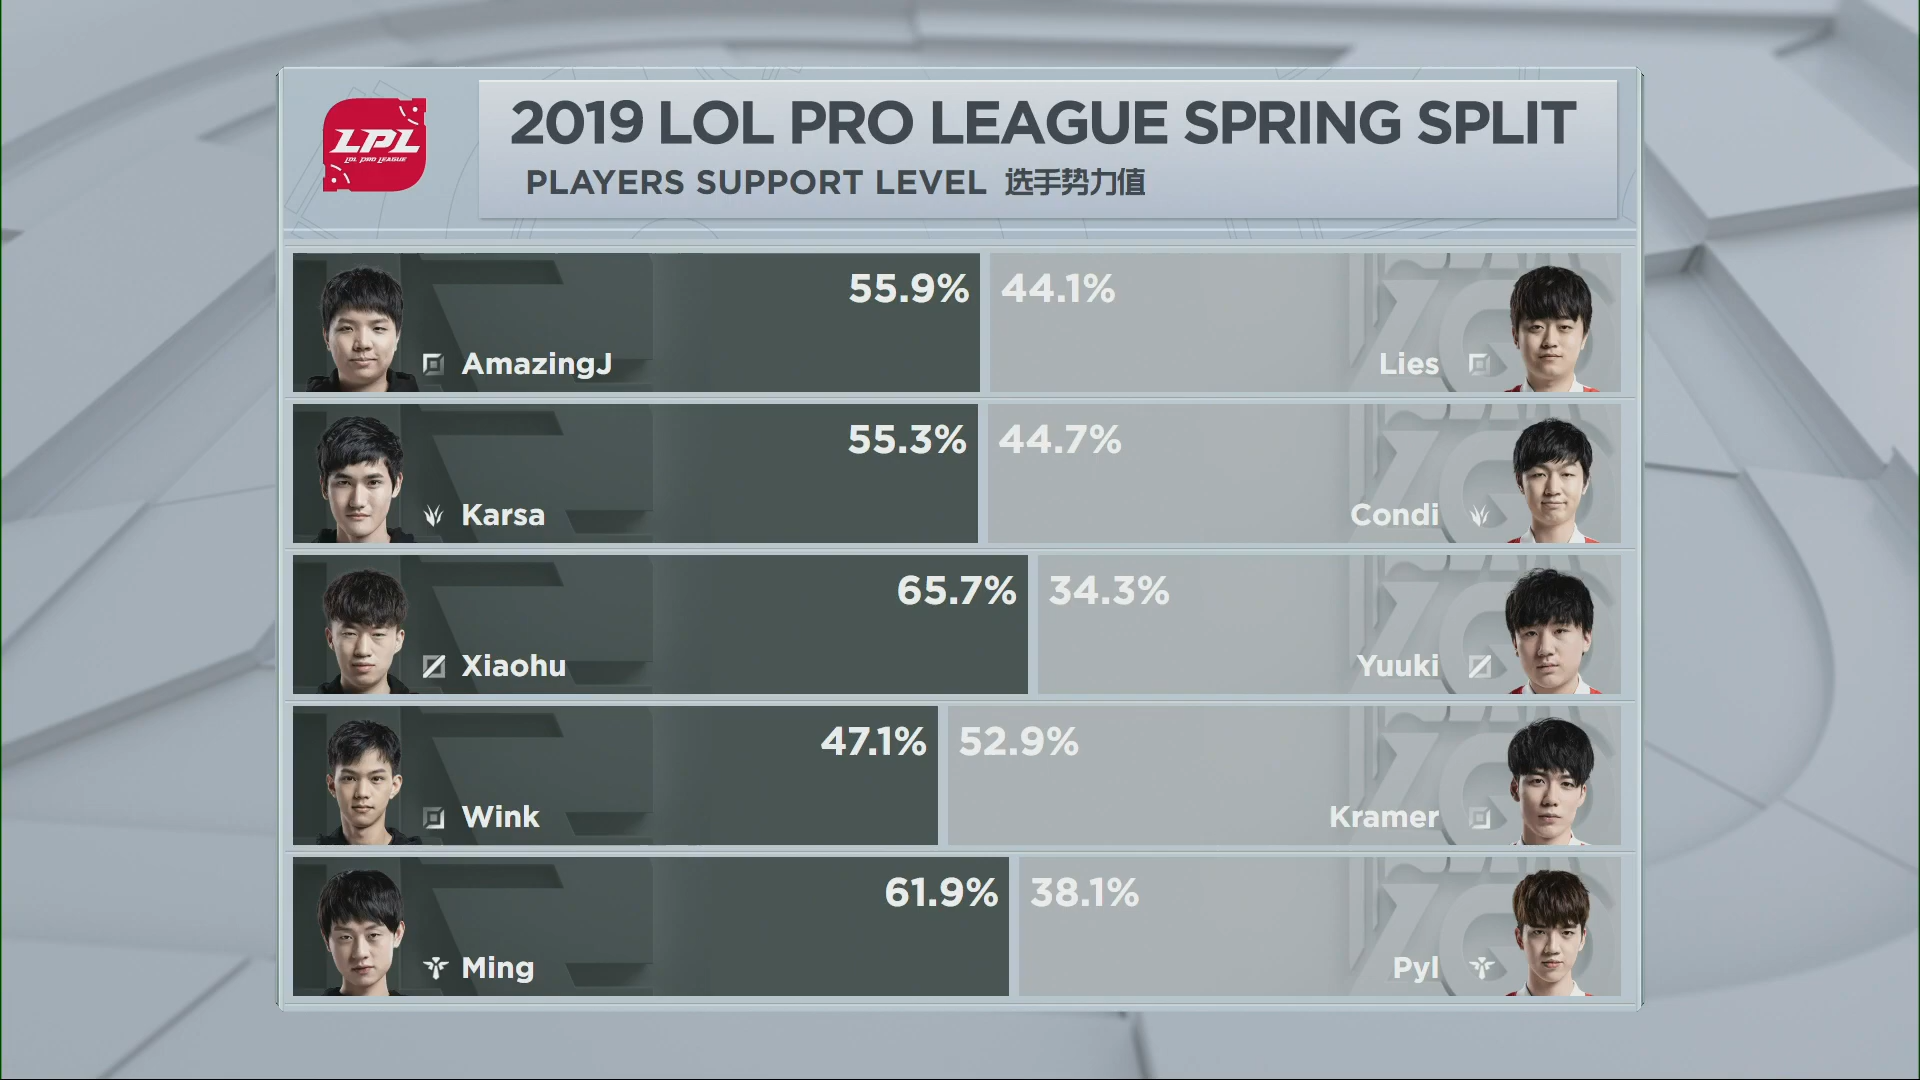 LPL
LOL PRO LEAGUE
2019 LOL PRO LEAGUE SPRING SPLIT
PLAYERS SUPPORT LEVEL 选手势力值
55.9% 44.1%
AmazingJ Lies
55.3% 44.7%
Karsa Condi
65.7% 34.3%
Xiaohu Yuuki
47.1% 52.9%
Wink Kramer
61.9% 38.1%
Ming Pyl